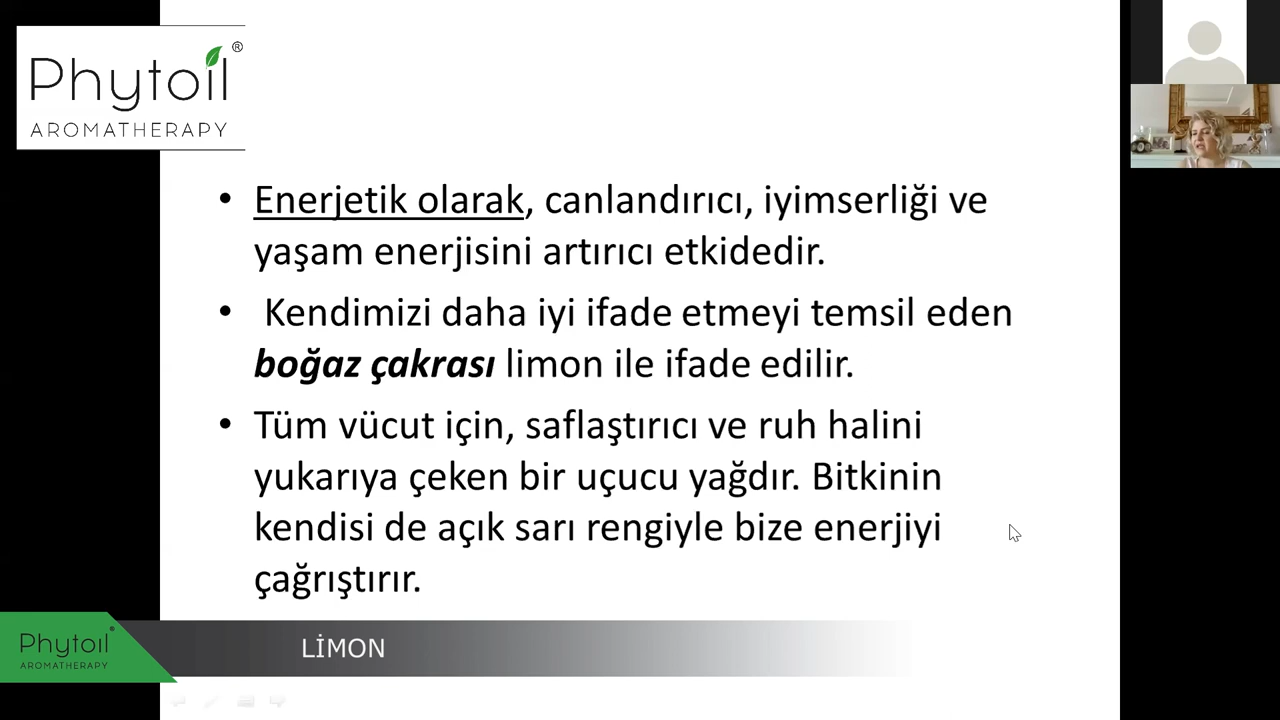 Phytoil®
AROMATHERAPY
• Enerjetik olarak, canlandırıcı, iyimserliği ve
yaşam enerjisini artırıcı etkidedir.
• Kendimizi daha iyi ifade etmeyi temsil eden
boğaz çakrası limon ile ifade edilir.
• Tüm vücut için, saflaştırıcı ve ruh halini
yukarıya çeken bir uçucu yağdır. Bitkinin
kendisi de açık sarı rengiyle bize enerjiyi
çağrıştırır.
Phytoil®
AROMATHERAPY
LİMON